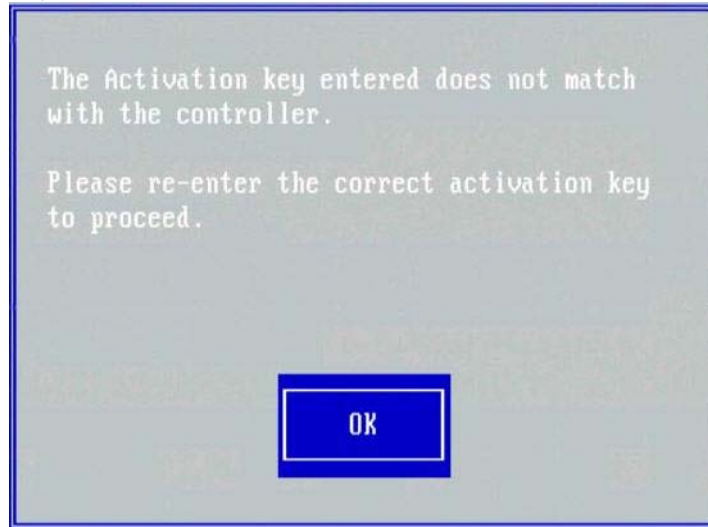 The Activation key entered does not match
with the controller.
Please re-enter the correct activation key
to proceed.
OK